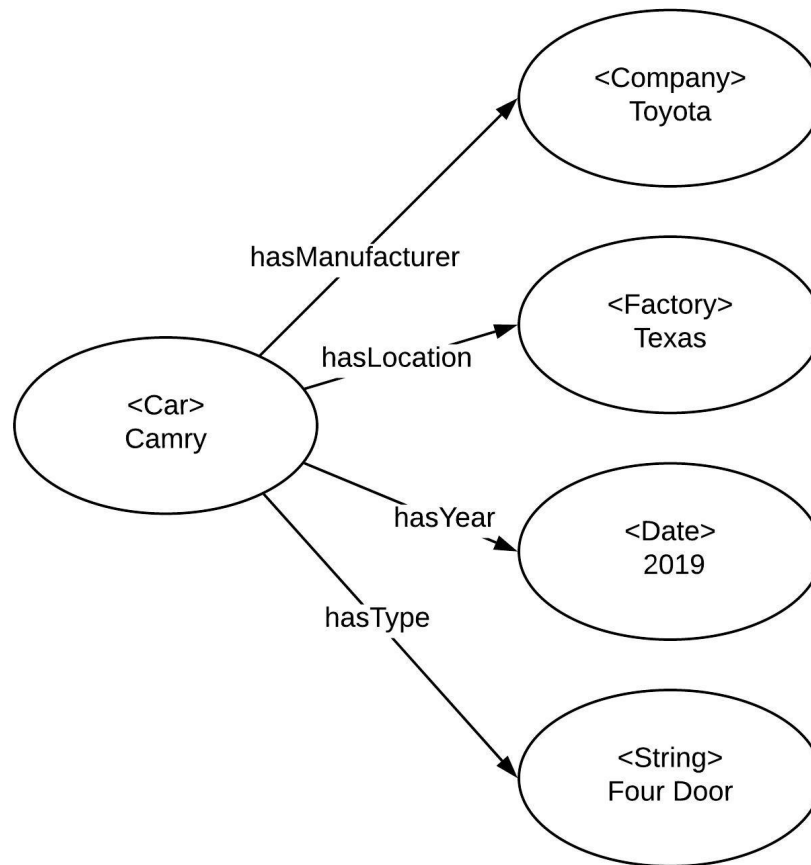 <Company>
Toyota
hasManufacturer
<Factory>
Texas
hasLocation
<Car>
Camry
hasYear
<Date>
2019
hasType
<String>
Four Door